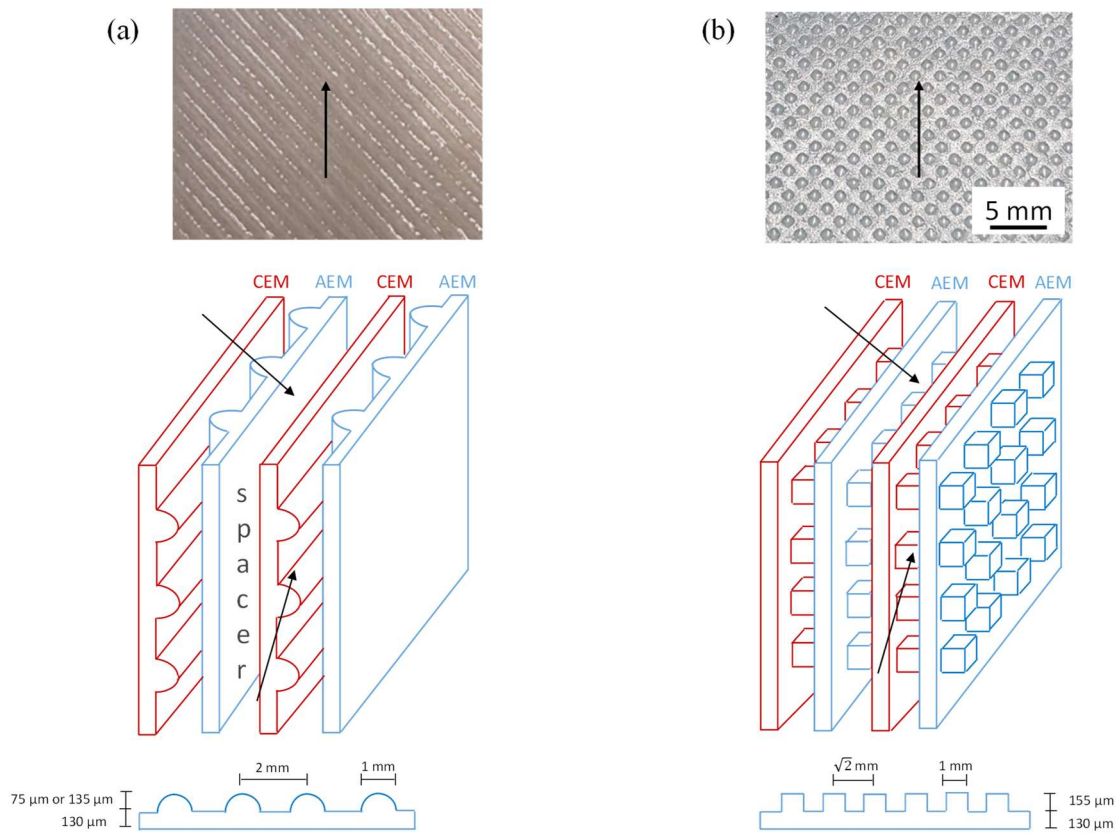 (a)
(b)
5 mm
CEM AEM CEM AEM
CEM AEM CEM AEM
spacer
2 mm
1 mm
75 μm or 135 μm
130 μm
√2 mm
1 mm
155 μm
130 μm